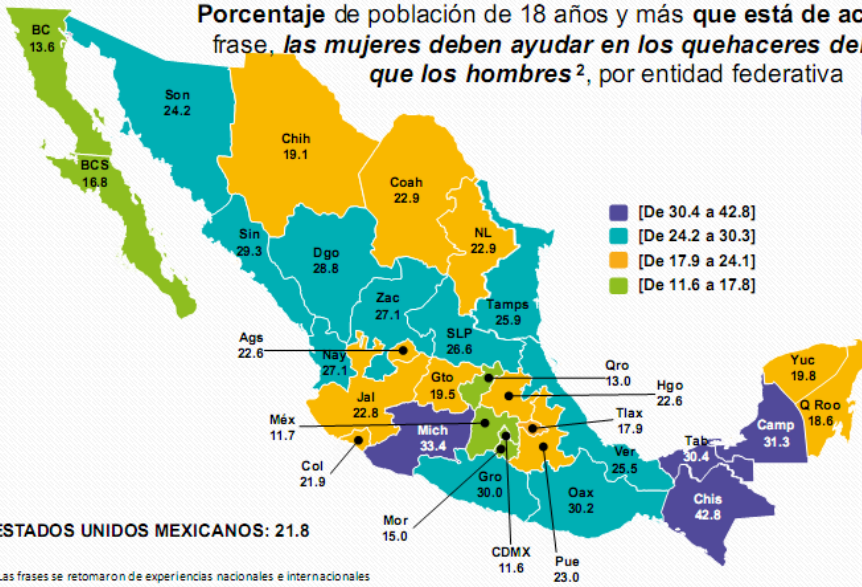 Porcentaje de población de 18 años y más que está de
frase, las mujeres deben ayudar en los quehaceres
que los hombres², por entidad federativa
BC
13.6
Son
24.2
Chih
19.1
BCS
16.8
Coah
22.9
[De 30.4 a 42.8]
[De 24.2 a 30.3]
[De 17.9 a 24.1]
[De 11.6 a 17.8]
Sin
29.3
Dgo
28.8
NL
22.9
Zac
27.1
Tamps
25.9
SLP
26.6
Ags
22.6
Nay
27.1
Gto
19.5
Qro
13.0
Hgo
22.6
Yuc
19.8
Q Roo
18.6
Jal
22.8
Méx
11.7
Mich
33.4
Tlax
17.9
Camp
31.3
Tab
30.4
Ver
25.5
Col
21.9
Gro
30.0
Oax
30.2
Chis
42.8
Mor
15.0
CDMX
11.6
Pue
23.0
ESTADOS UNIDOS MEXICANOS: 21.8
Las frases se retomaron de experiencias nacionales e internacionales